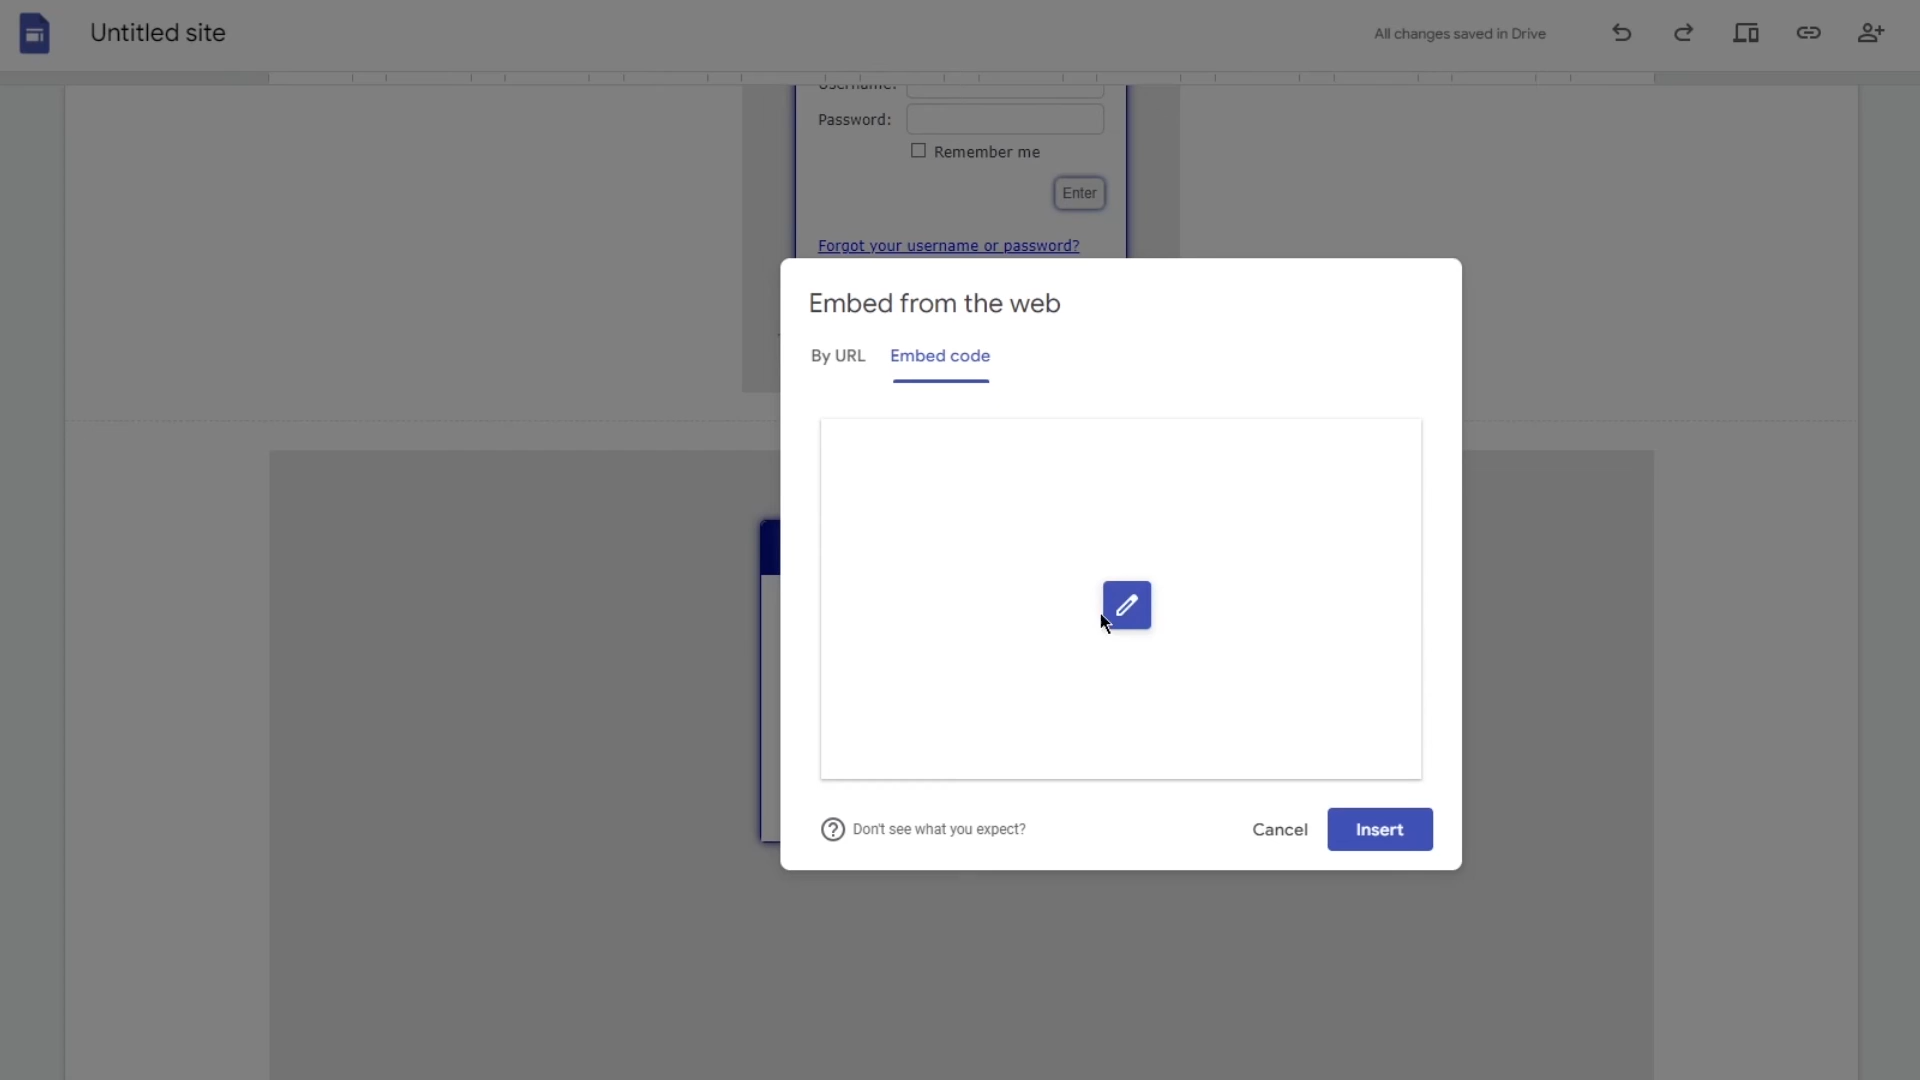 Untitled site
All changes saved in Drive
Username:
Password:
Remember me
Enter
Forgot your username or password?
Embed from the web
By URL
Embed code
Don't see what you expect?
Cancel
Insert